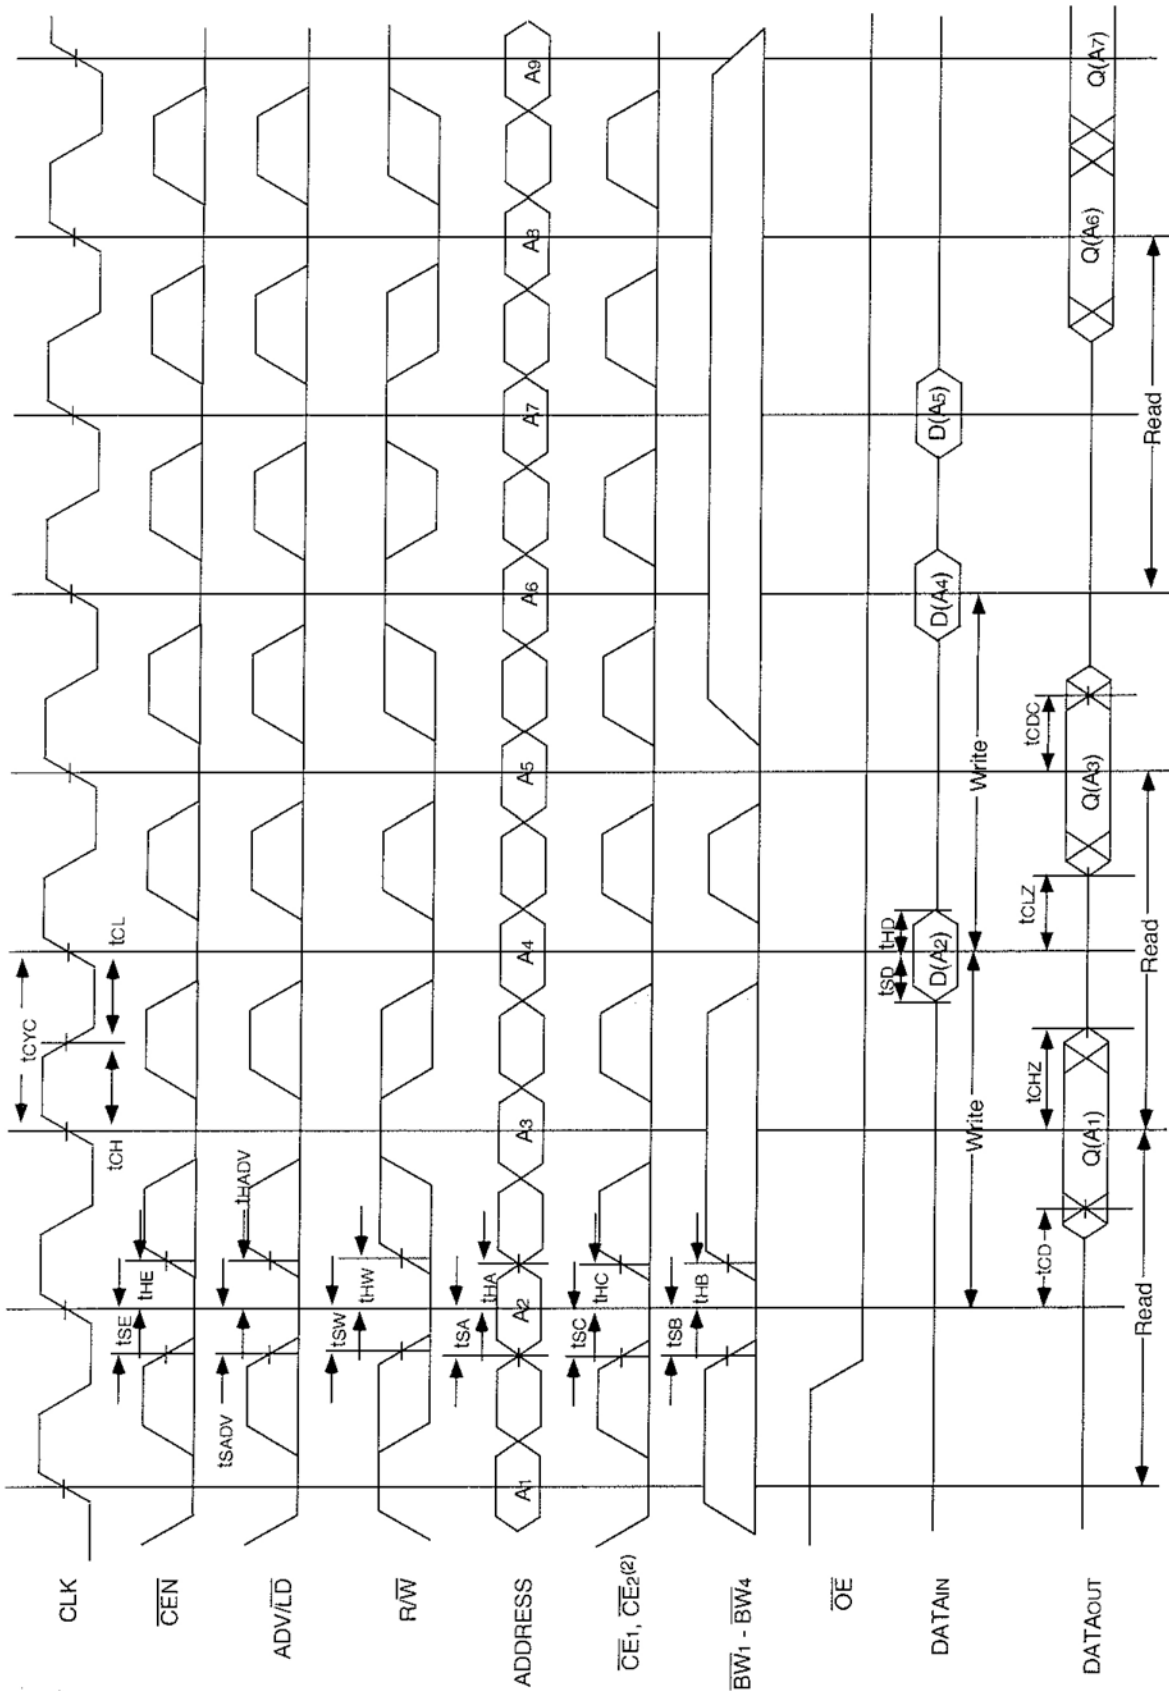 CLK
tCYC
tCH
tCL
CEN
tSE
tHE
ADV/LD
tSADV
tHADV
R/W
tSW
tHW
ADDRESS
A1
tSA
tHA
A2
A3
A4
A5
A6
A7
A8
A9
CE1, CE2(2)
tSC
tHC
BW1 - BW4
tSB
tHB
OE
DATAIN
tSD
tHD
D(A2)
D(A4)
D(A5)
Write
Write
DATAOUT
tCD
Q(A1)
tCHZ
tCLZ
Q(A3)
tCDC
Q(A6)
Q(A7)
Read
Read
Read